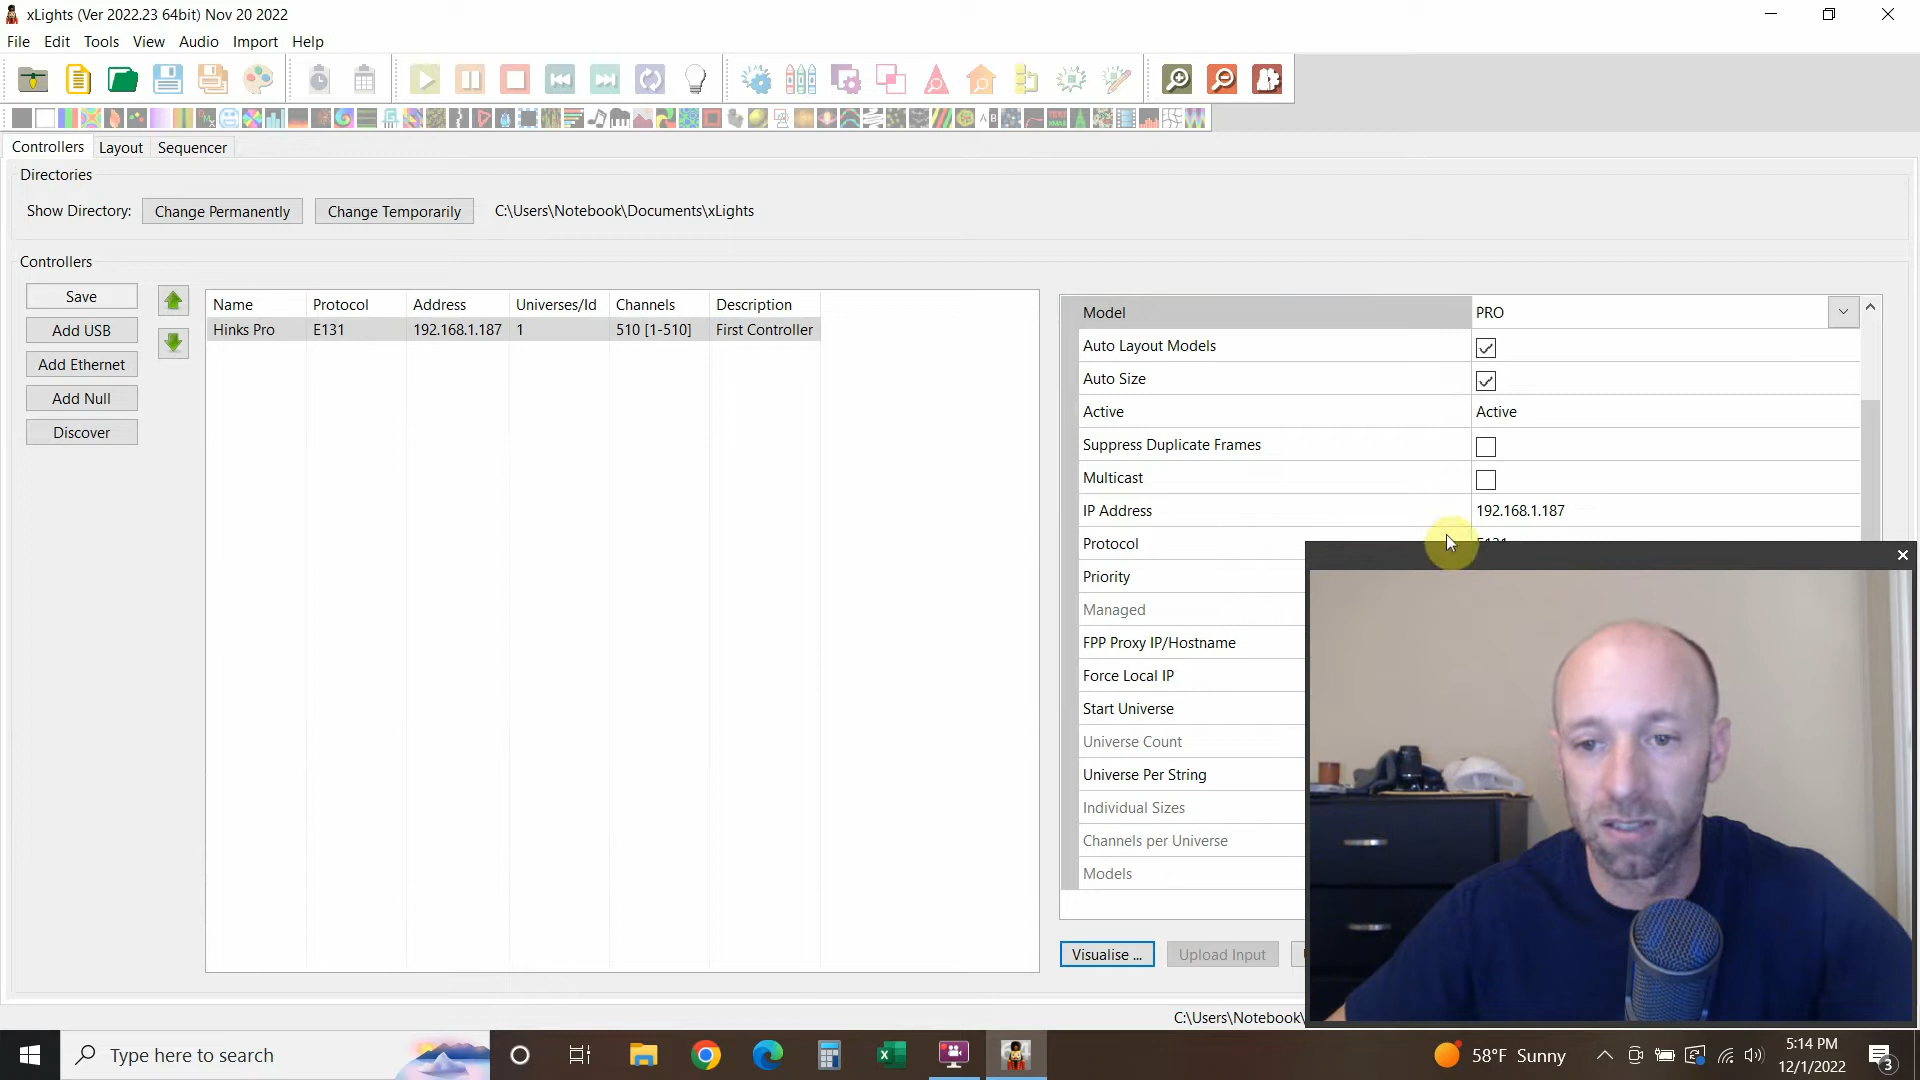 xLights (Ver 2022.23 64bit) Nov 20 2022
File Edit Tools View Audio Import Help
Controllers Layout Sequencer
Directories
Show Directory: Change Permanently Change Temporarily C:\Users\Notebook\Documents\xLights
Controllers
Save
Add USB
Add Ethernet
Add Null
Discover
Name Protocol Address Universes/Id Channels Description
Hinks Pro E131 192.168.1.187 1 510 [1-510] First Controller
Model PRO
Auto Layout Models
Auto Size
Active Active
Suppress Duplicate Frames
Multicast
IP Address 192.168.1.187
Protocol
Priority
Managed
FPP Proxy IP/Hostname
Force Local IP
Start Universe
Universe Count
Universe Per String
Individual Sizes
Channels per Universe
Models
Visualise ... Upload Input
C:\Users\Notebook\
Type here to search
58°F Sunny
5:14 PM
12/1/2022
3